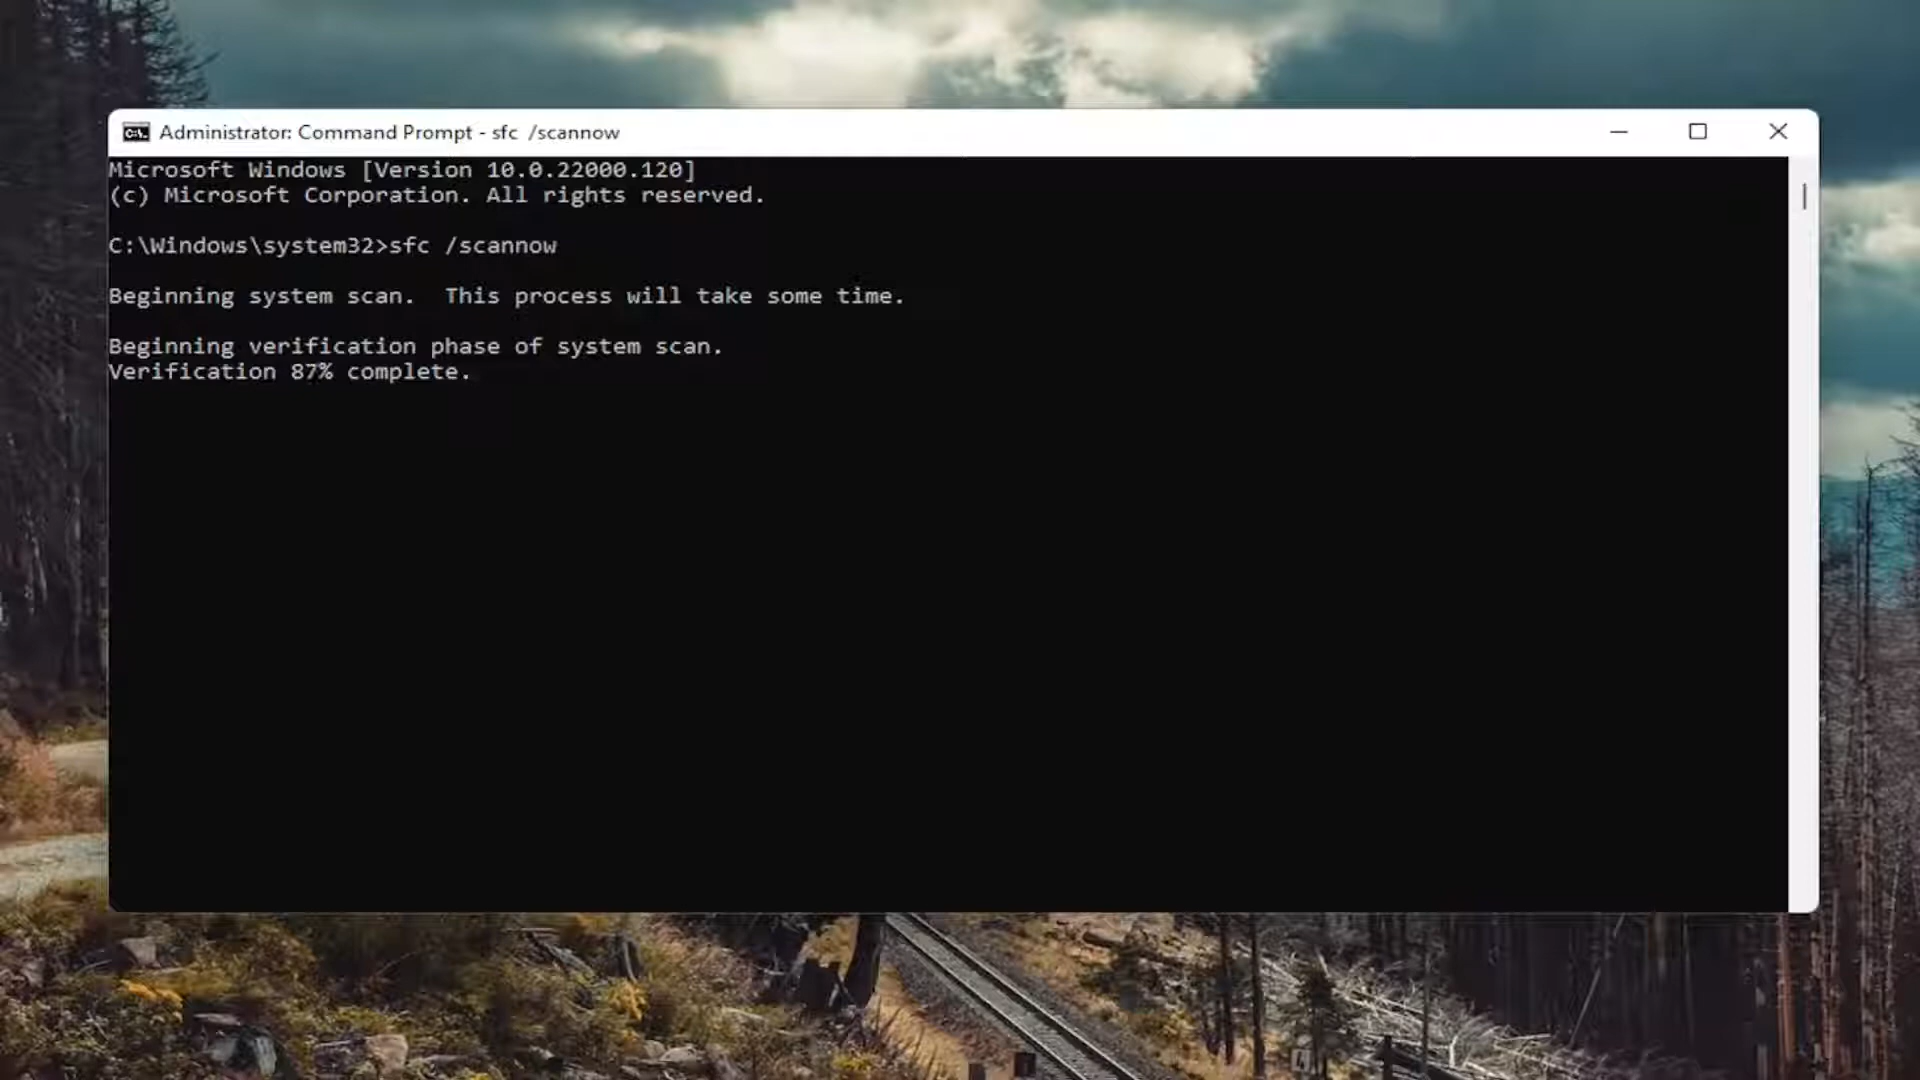 Administrator: Command Prompt - sfc  /scannow
Microsoft Windows [Version 10.0.22000.120]
(c) Microsoft Corporation. All rights reserved.
C:\Windows\system32>sfc /scannow
Beginning system scan.  This process will take some time.
Beginning verification phase of system scan.
Verification 87% complete.